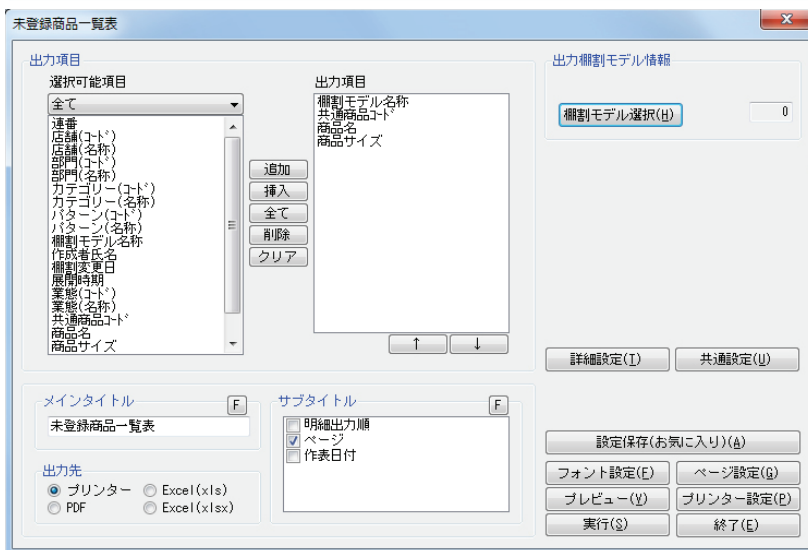 未登録商品一覧表
出力項目
選択可能項目
全て
連番
店舗(ｺｰﾄﾞ)
店舗(名称)
部門(ｺｰﾄﾞ)
部門(名称)
カテゴリー(ｺｰﾄﾞ)
カテゴリー(名称)
パターン(ｺｰﾄﾞ)
パターン(名称)
棚割モデル名称
作成者氏名
棚割変更日
展開時期
業態(ｺｰﾄﾞ)
業態(名称)
共通商品ｺｰﾄﾞ
商品名
商品サイズ
追加
挿入
全て
削除
クリア
出力項目
棚割モデル名称
共通商品ｺｰﾄﾞ
商品名
商品サイズ
↑ ↓
出力棚割モデル情報
棚割モデル選択(H) 0
詳細設定(I) 共通設定(U)
メインタイトル F
未登録商品一覧表
サブタイトル F
明細出力順
ページ
作表日付
出力先
プリンター Excel(xls)
PDF Excel(xlsx)
設定保存(お気に入り)(A)
フォント設定(F) ページ設定(G)
プレビュー(V) プリンター設定(P)
実行(S) 終了(E)